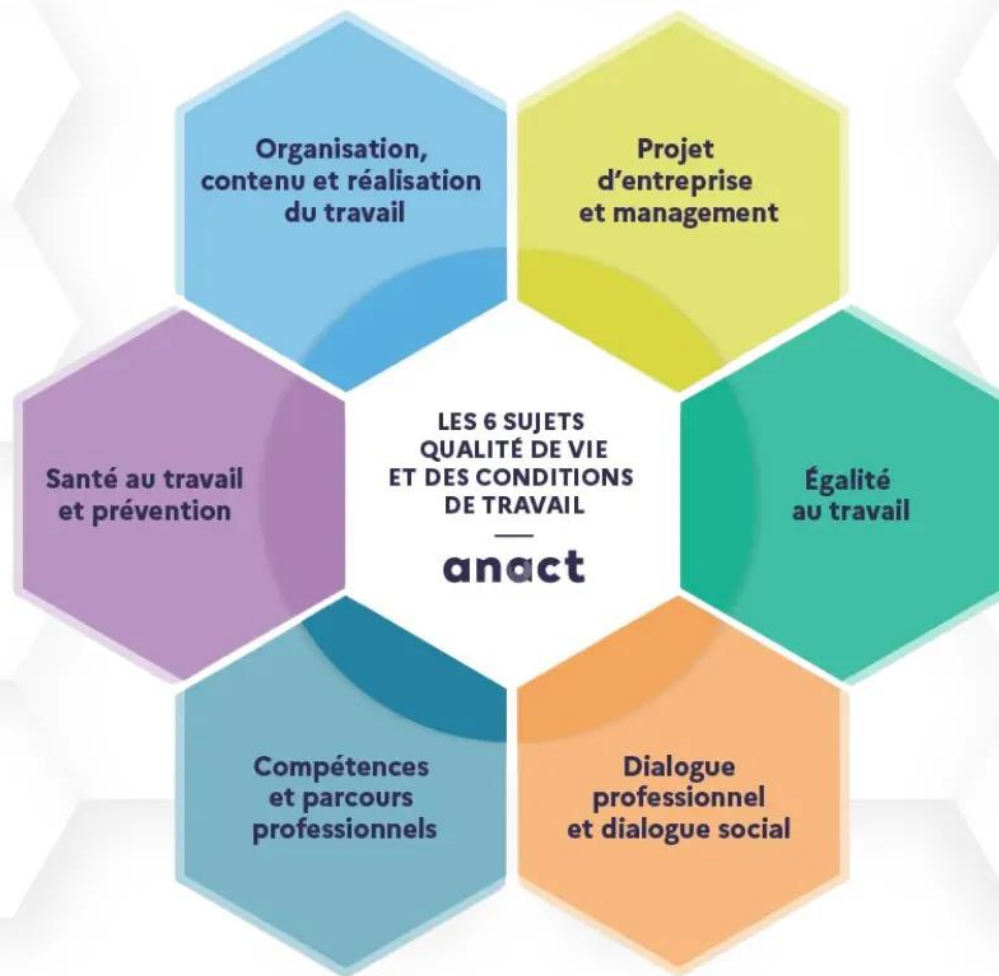 Organisation,
contenu et réalisation
du travail
Projet
d'entreprise
et management
Santé au travail
et prévention
LES 6 SUJETS
QUALITÉ DE VIE
ET DES CONDITIONS
DE TRAVAIL
anact
Égalité
au travail
Compétences
et parcours
professionnels
Dialogue
professionnel
et dialogue social